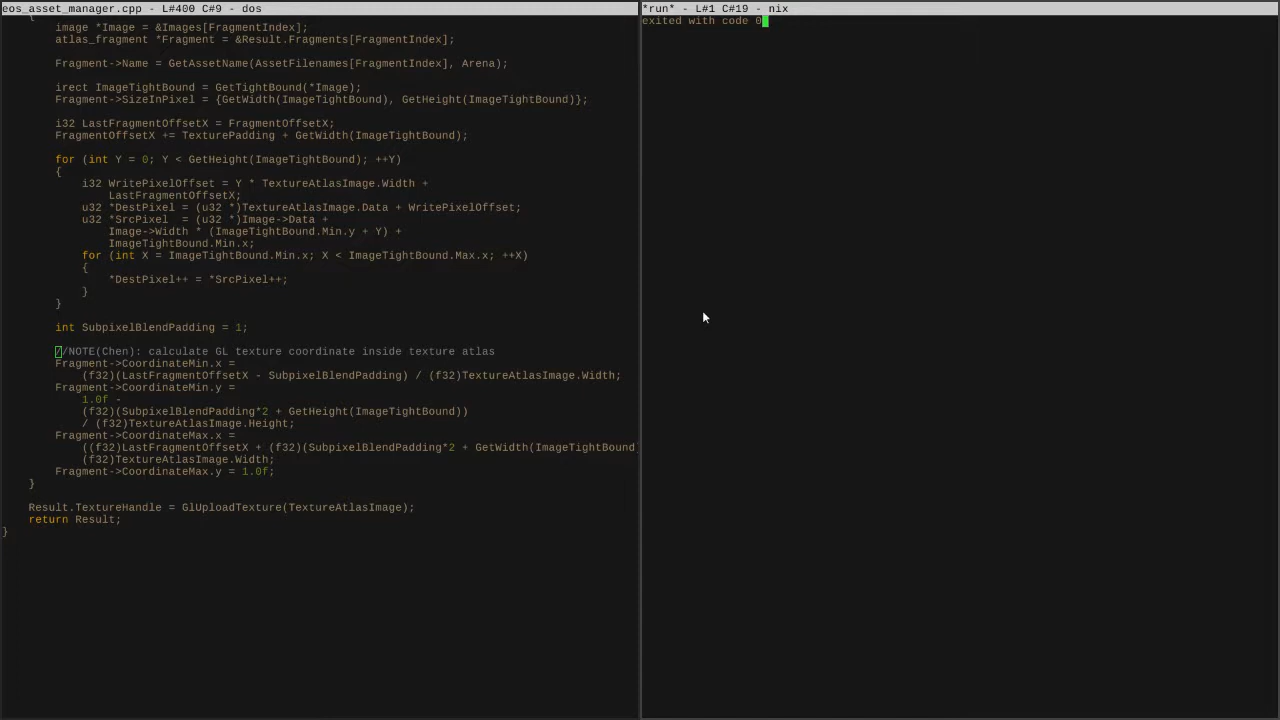 eos_asset_manager.cpp - L#400 C#9 - dos
{
image *Image = &Images[FragmentIndex];
atlas_fragment *Fragment = &Result.Fragments[FragmentIndex];
Fragment->Name = GetAssetName(AssetFilenames[FragmentIndex], Arena);
irect ImageTightBound = GetTightBound(*Image);
Fragment->SizeInPixel = {GetWidth(ImageTightBound), GetHeight(ImageTightBound)};
i32 LastFragmentOffsetX = FragmentOffsetX;
FragmentOffsetX += TexturePadding + GetWidth(ImageTightBound);
for (int Y = 0; Y < GetHeight(ImageTightBound); ++Y)
{
i32 WritePixelOffset = Y * TextureAtlasImage.Width +
LastFragmentOffsetX;
u32 *DestPixel = (u32 *)TextureAtlasImage.Data + WritePixelOffset;
u32 *SrcPixel  = (u32 *)Image->Data +
Image->Width * (ImageTightBound.Min.y + Y) +
ImageTightBound.Min.x;
for (int X = ImageTightBound.Min.x; X < ImageTightBound.Max.x; ++X)
{
*DestPixel++ = *SrcPixel++;
}
}
int SubpixelBlendPadding = 1;
//NOTE(Chen): calculate GL texture coordinate inside texture atlas
Fragment->CoordinateMin.x =
(f32)(LastFragmentOffsetX - SubpixelBlendPadding) / (f32)TextureAtlasImage.Width;
Fragment->CoordinateMin.y =
1.0f -
(f32)(SubpixelBlendPadding*2 + GetHeight(ImageTightBound))
/ (f32)TextureAtlasImage.Height;
Fragment->CoordinateMax.x =
((f32)LastFragmentOffsetX + (f32)(SubpixelBlendPadding*2 + GetWidth(ImageTightBound)
(f32)TextureAtlasImage.Width;
Fragment->CoordinateMax.y = 1.0f;
}
Result.TextureHandle = GlUploadTexture(TextureAtlasImage);
return Result;
}
*run* - L#1 C#19 - nix
exited with code 0